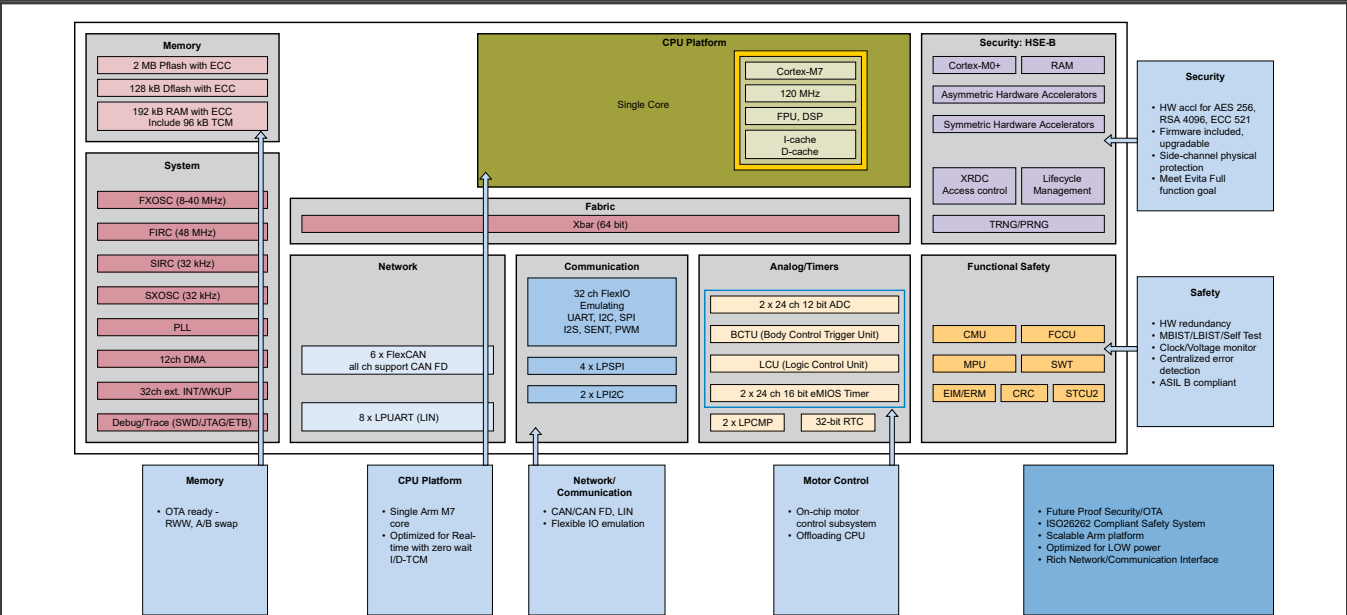 Memory
2 MB Pflash with ECC
128 kB Dflash with ECC
192 kB RAM with ECC
Include 96 kB TCM
System
FXOSC (8-40 MHz)
FIRC (48 MHz)
SIRC (32 kHz)
SXOSC (32 kHz)
PLL
12ch DMA
32ch ext. INT/WKUP
Debug/Trace (SWD/JTAG/ETB)
CPU Platform
Single Core
Cortex-M7
120 MHz
FPU, DSP
I-cache
D-cache
Fabric
Xbar (64 bit)
Network
6 x FlexCAN
all ch support CAN FD
8 x LPUART (LIN)
Communication
32 ch FlexIO
Emulating
UART, I2C, SPI
I2S, SENT, PWM
4 x LPSPI
2 x LPI2C
Analog/Timers
2 x 24 ch 12 bit ADC
BCTU (Body Control Trigger Unit)
LCU (Logic Control Unit)
2 x 24 ch 16 bit eMIOS Timer
2 x LPCMP
32-bit RTC
Security: HSE-B
Cortex-M0+
RAM
Asymmetric Hardware Accelerators
Symmetric Hardware Accelerators
XRDC
Access control
Lifecycle
Management
TRNG/PRNG
Functional Safety
CMU
FCCU
MPU
SWT
EIM/ERM
CRC
STCU2
Security
• HW accl for AES 256,
RSA 4096, ECC 521
• Firmware included,
upgradable
• Side-channel physical
protection
• Meet Evita Full
function goal
Safety
• HW redundancy
• MBIST/LBIST/Self Test
• Clock/Voltage monitor
• Centralized error
detection
• ASIL B compliant
Memory
• OTA ready -
RWW, A/B swap
CPU Platform
• Single Arm M7
core
• Optimized for Real-
time with zero wait
I/D-TCM
Network/
Communication
• CAN/CAN FD, LIN
• Flexible IO emulation
Motor Control
• On-chip motor
control subsystem
• Offloading CPU
• Future Proof Security/OTA
• ISO26262 Compliant Safety System
• Scalable Arm platform
• Optimized for LOW power
• Rich Network/Communication Interface